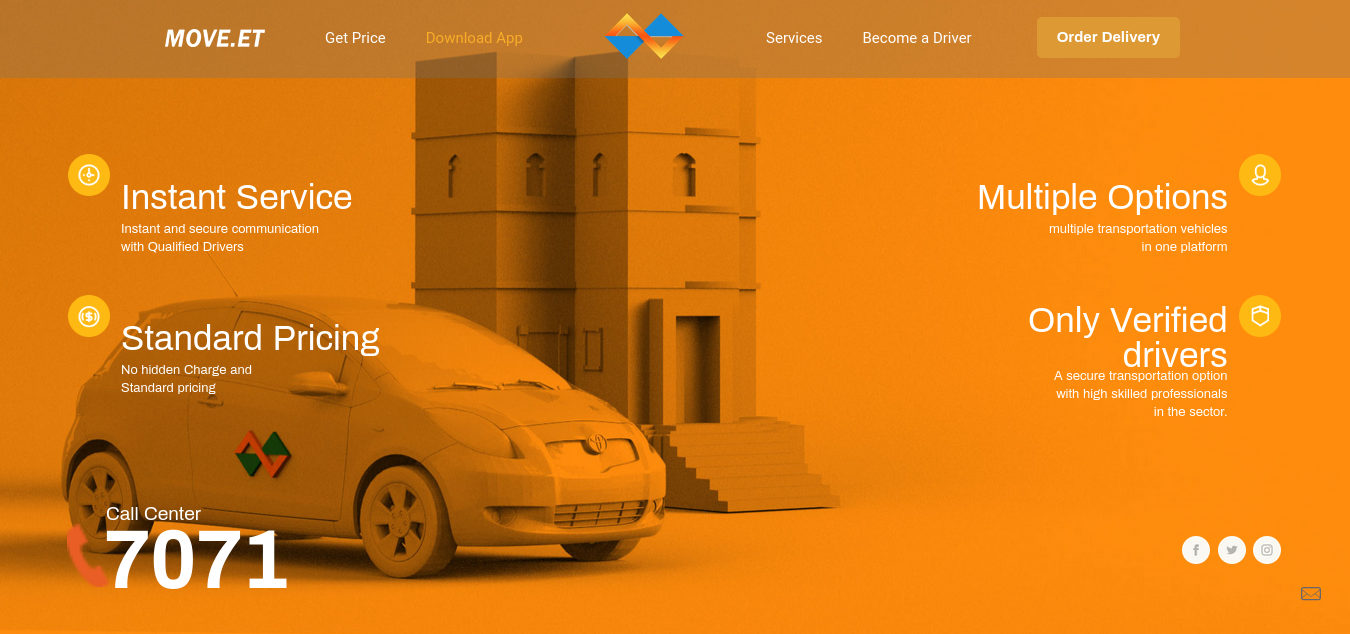 MOVE.ET
Get Price
Download App
Services
Become a Driver
Order Delivery
Instant Service
Instant and secure communication
with Qualified Drivers
Multiple Options
multiple transportation vehicles
in one platform
Standard Pricing
No hidden Charge and
Standard pricing
Only Verified
drivers
A secure transportation option
with high skilled professionals
in the sector.
Call Center
7071